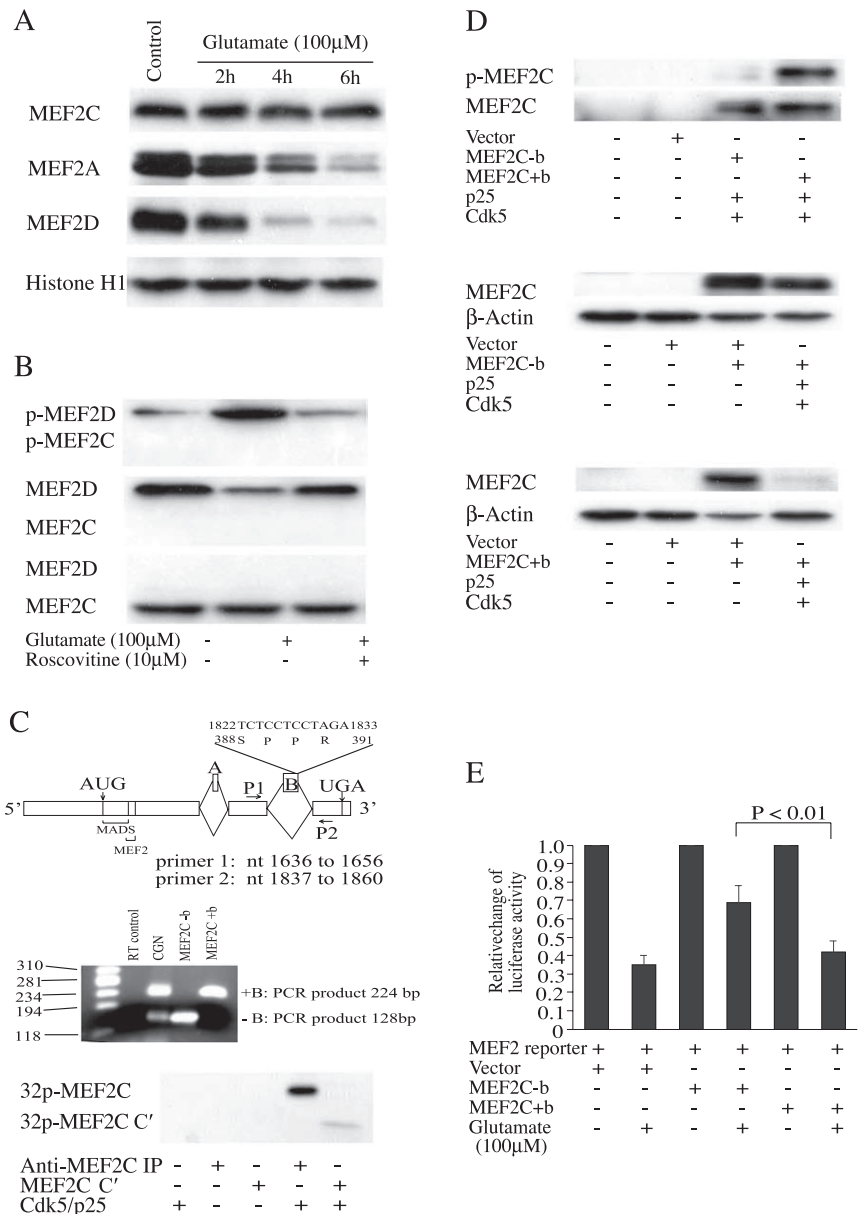 A
Control
Glutamate (100μM)
2h 4h 6h
MEF2C
MEF2A
MEF2D
Histone H1
B
p-MEF2D
p-MEF2C
MEF2D
MEF2C
MEF2D
MEF2C
Glutamate (100μM) - + +
Roscovitine (10μM) - - +
C
1822TCTCCTCCTAGA1833
388 S P P R 391
A
B
AUG
P1
UGA
5’ 3’
MADS
P2
MEF2
primer 1: nt 1636 to 1656
primer 2: nt 1837 to 1860
RT control
CGN
MEF2C -b
MEF2C +b
310
281
234
194
118
+B: PCR product 224 bp
- B: PCR product 128bp
32p-MEF2C
32p-MEF2C C′
Anti-MEF2C IP - + - + -
MEF2C C′ - - + - +
Cdk5/p25 + - - + +
D
p-MEF2C
MEF2C
Vector - + - -
MEF2C-b - - + -
MEF2C+b - - - +
p25 - - + +
Cdk5 - - + +
MEF2C
β-Actin
Vector - + + -
MEF2C-b - - + +
p25 - - - +
Cdk5 - - - +
MEF2C
β-Actin
Vector - + + -
MEF2C+b - - + +
p25 - - - +
Cdk5 - - - +
E
P < 0.01
Relativechange of
luciferase activity
1.0
0.9
0.8
0.7
0.6
0.5
0.4
0.3
0.2
0.1
0
MEF2 reporter + + + + + +
Vector + + - - - -
MEF2C-b - - + + - -
MEF2C+b - - - - + +
Glutamate - + - + - +
(100μM)